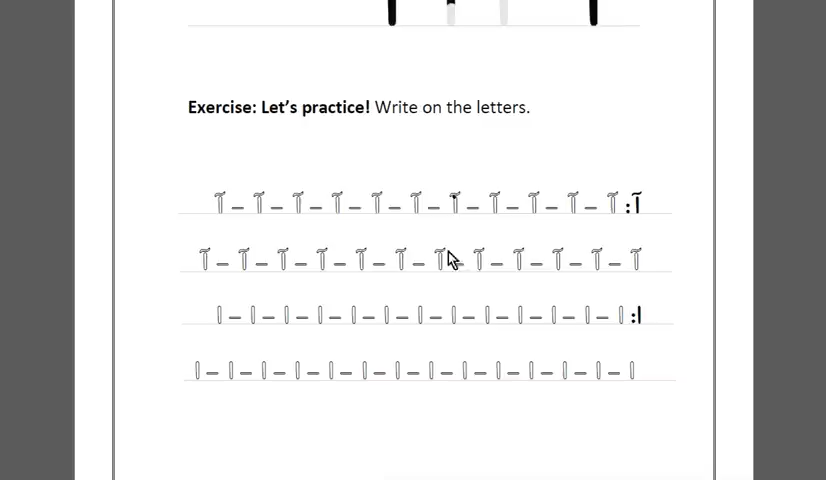 Exercise: Let's practice! Write on the letters.
آ: آ – آ – آ – آ – آ – آ – آ – آ – آ – آ – آ
آ – آ – آ – آ – آ – آ – آ – آ – آ – آ – آ – آ
ا: ا – ا – ا – ا – ا – ا – ا – ا – ا – ا – ا – ا – ا
ا – ا – ا – ا – ا – ا – ا – ا – ا – ا – ا – ا – ا – ا